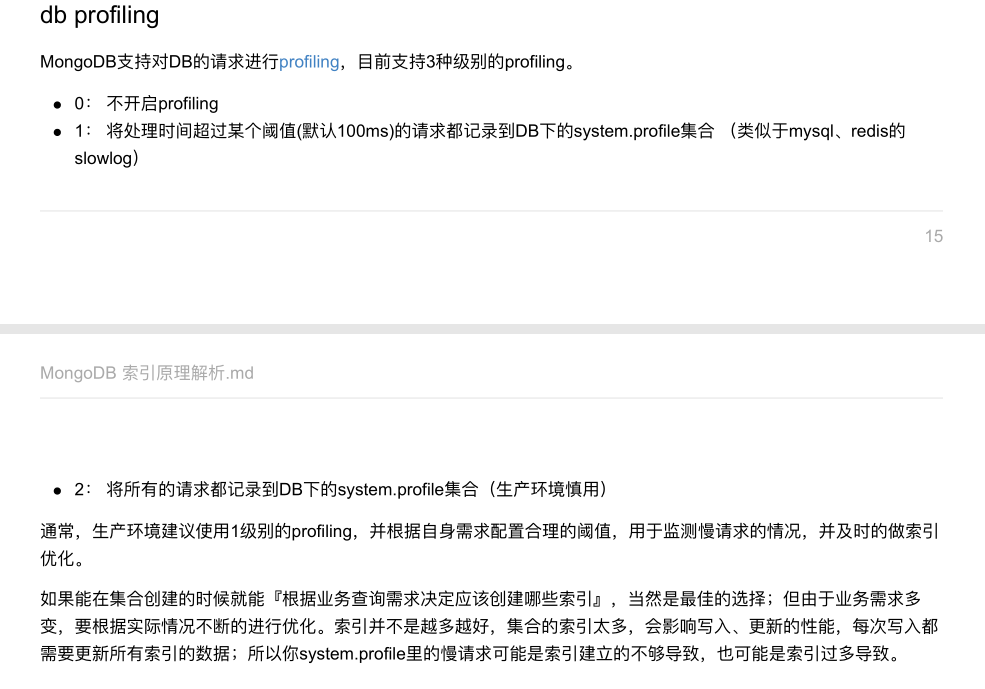 db profiling
MongoDB支持对DB的请求进行profiling，目前支持3种级别的profiling。
● 0： 不开启profiling
● 1： 将处理时间超过某个阈值(默认100ms)的请求都记录到DB下的system.profile集合 （类似于mysql、redis的
slowlog）
15
MongoDB 索引原理解析.md
● 2： 将所有的请求都记录到DB下的system.profile集合（生产环境慎用）
通常，生产环境建议使用1级别的profiling，并根据自身需求配置合理的阈值，用于监测慢请求的情况，并及时的做索引
优化。
如果能在集合创建的时候就能『根据业务查询需求决定应该创建哪些索引』，当然是最佳的选择；但由于业务需求多
变，要根据实际情况不断的进行优化。索引并不是越多越好，集合的索引太多，会影响写入、更新的性能，每次写入都
需要更新所有索引的数据；所以你system.profile里的慢请求可能是索引建立的不够导致，也可能是索引过多导致。